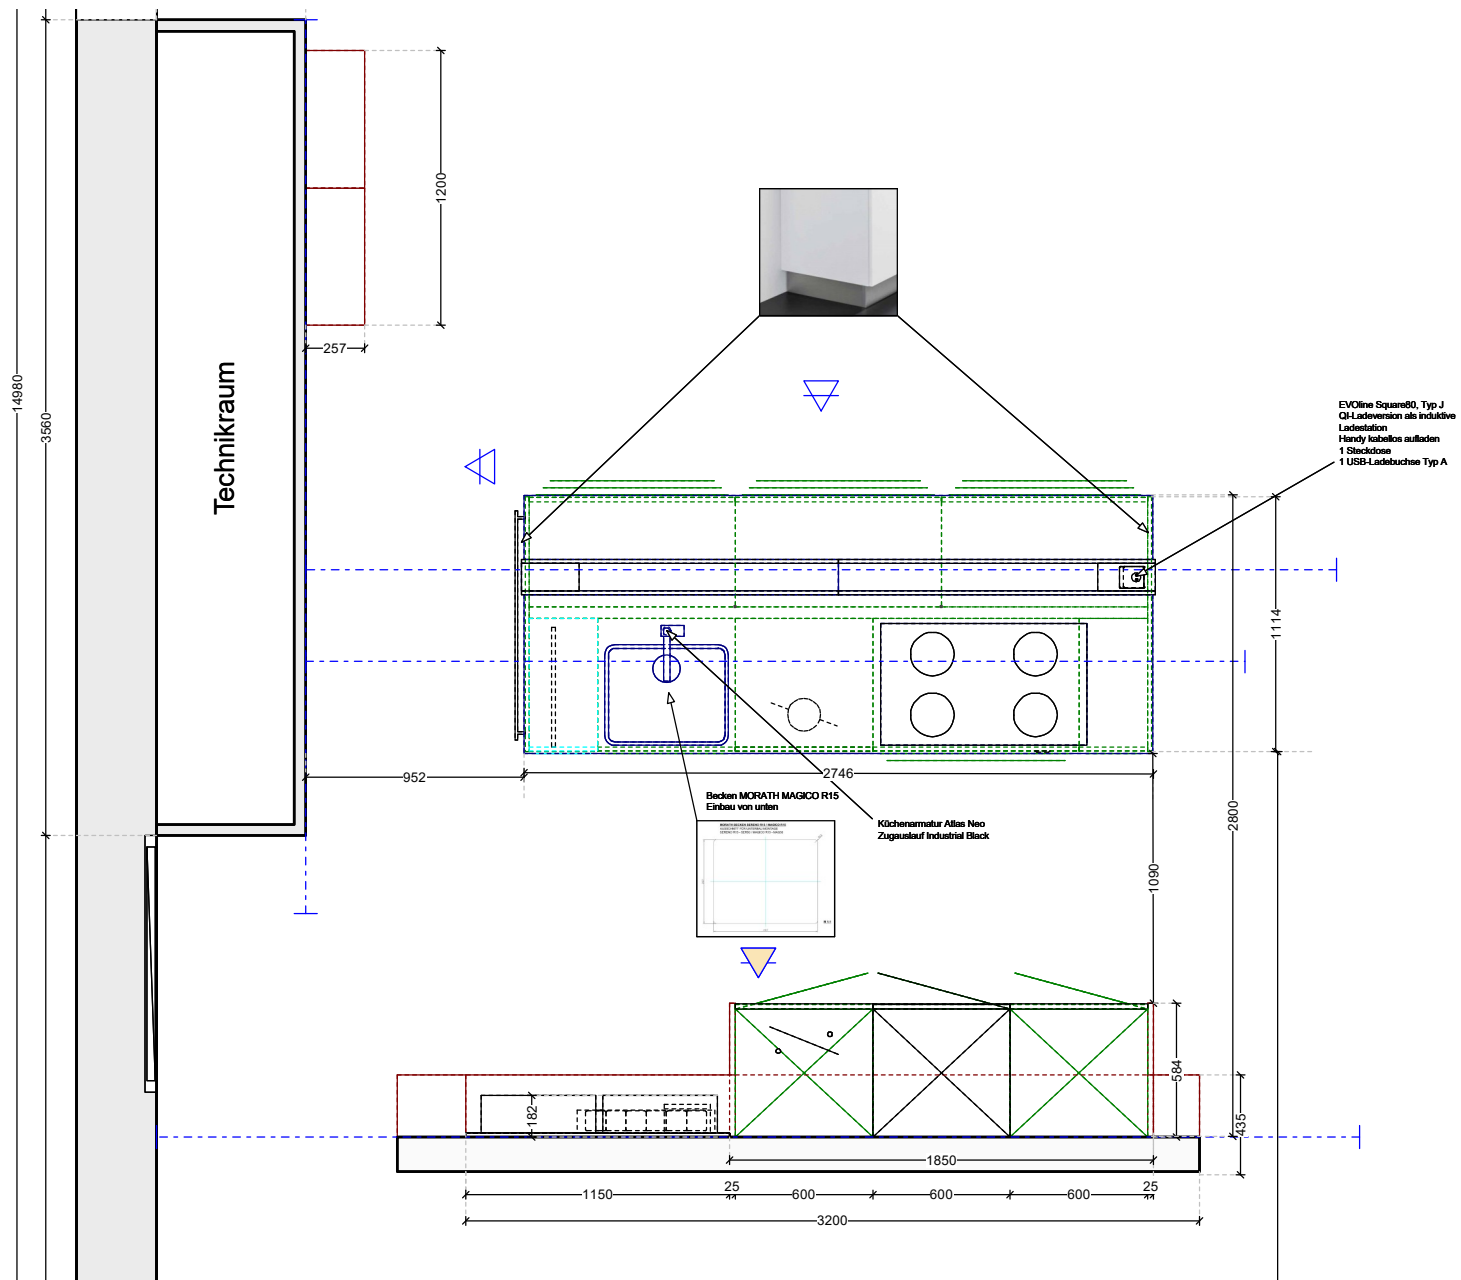 14980
3560
Technikraum
1200
257
EVOline Square80, Typ J
QI-Ladeversion als induktive
Ladestation
Handy kabellos aufladen
1 Steckdose
1 USB-Ladebuchse Typ A
1114
952
2746
2800
Becken MORATH MAGICO R15
Einbau von unten
Küchenarmatur Atlas Neo
Zugauslauf Industrial Black
1090
584
182
435
1850
1150
25
600
600
600
25
3200